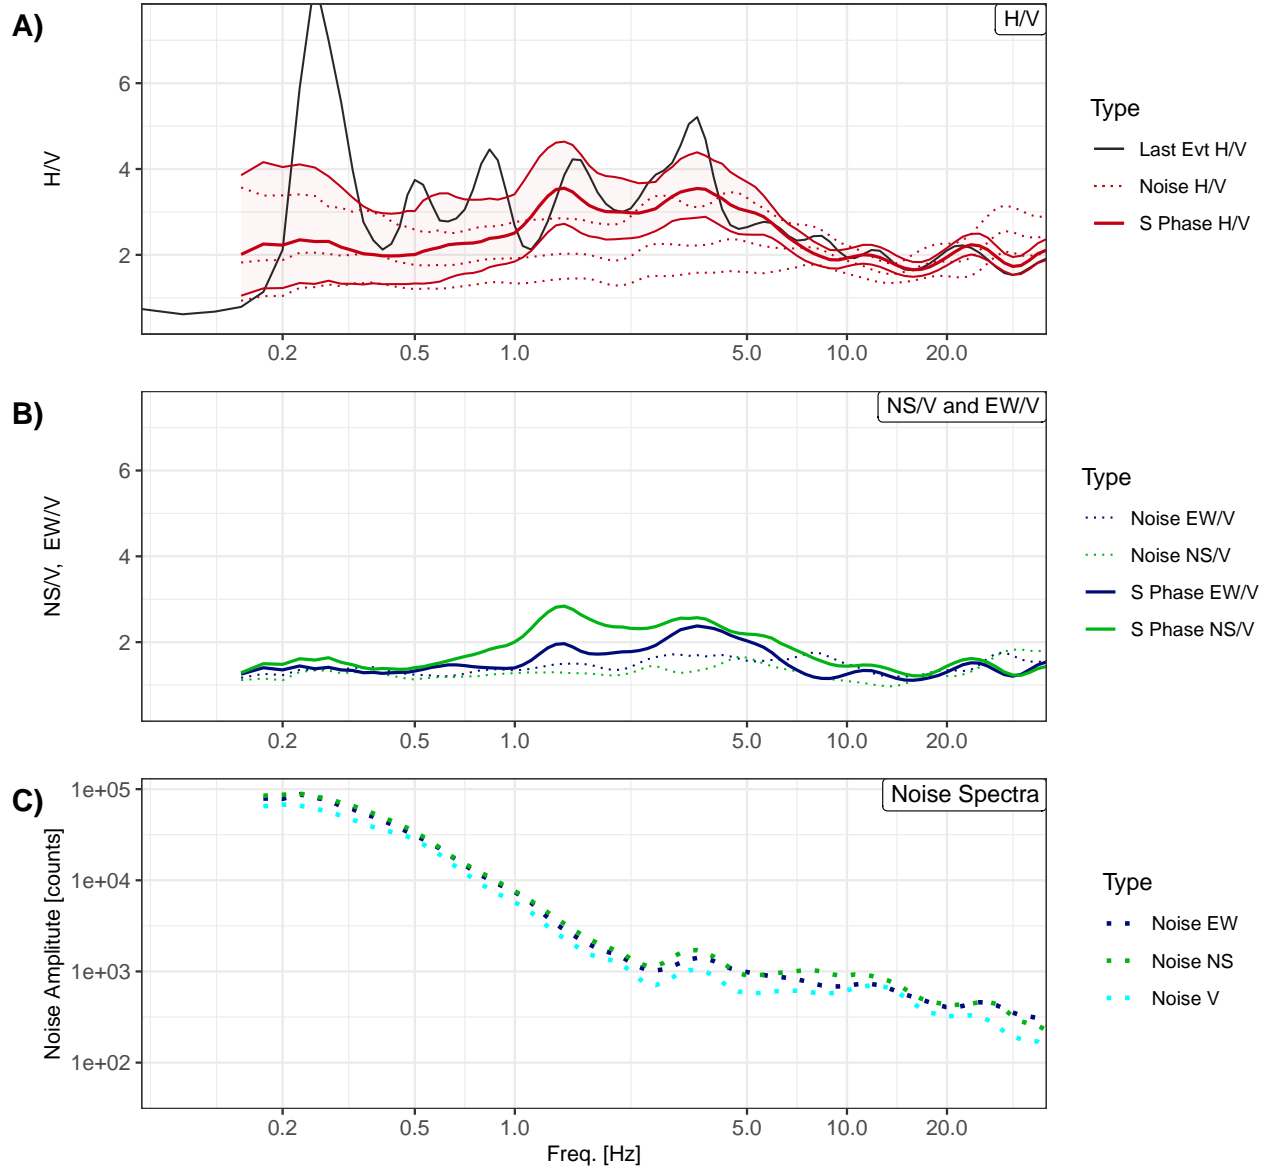 A)
H/V
H/V
6
4
2
0.2 0.5 1.0 5.0 10.0 20.0
Type
Last Evt H/V
Noise H/V
S Phase H/V
B)
NS/V and EW/V
NS/V, EW/V
6
4
2
0.2 0.5 1.0 5.0 10.0 20.0
Type
Noise EW/V
Noise NS/V
S Phase EW/V
S Phase NS/V
C)
Noise Spectra
Noise Amplitute [counts]
1e+05
1e+04
1e+03
1e+02
0.2 0.5 1.0 5.0 10.0 20.0
Freq. [Hz]
Type
Noise EW
Noise NS
Noise V